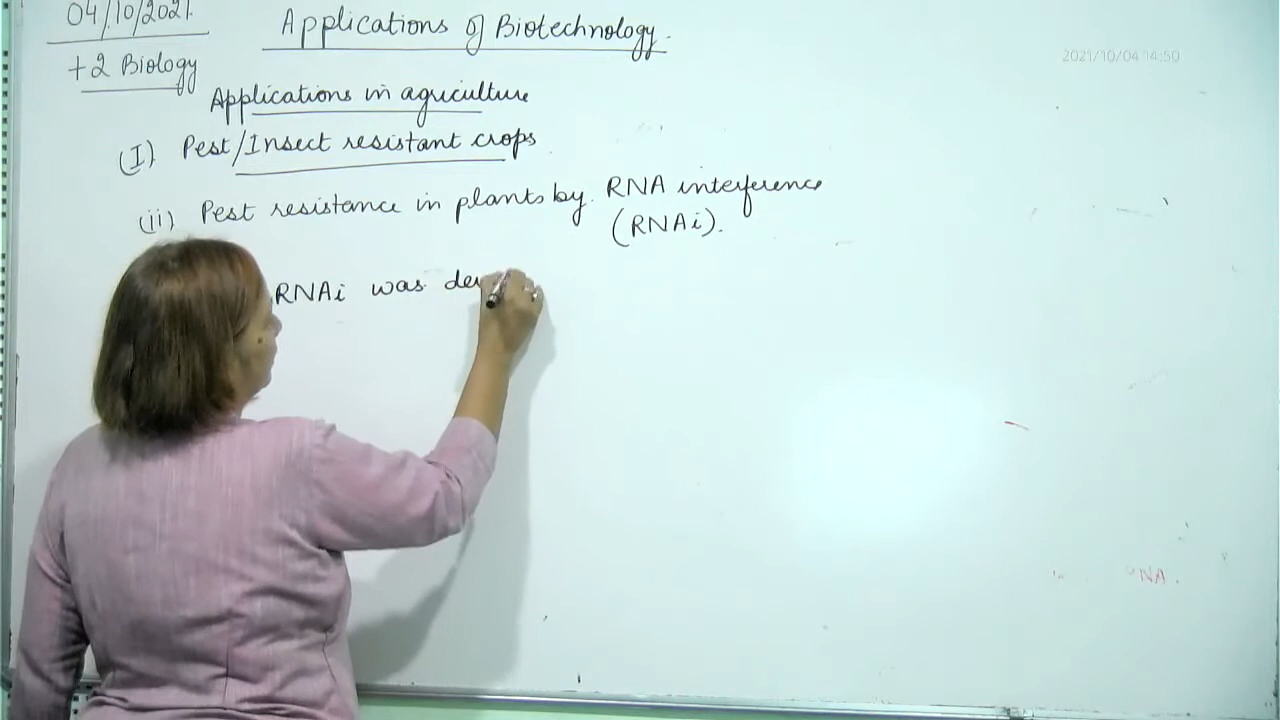 04/10/2021.
Applications of Biotechnology.
2021/10/04 14:50
+2 Biology
Applications in agriculture
(I) Pest/Insect resistant crops
(ii) Pest resistance in plants by RNA interference
(RNAi).
RNAi was
NA.